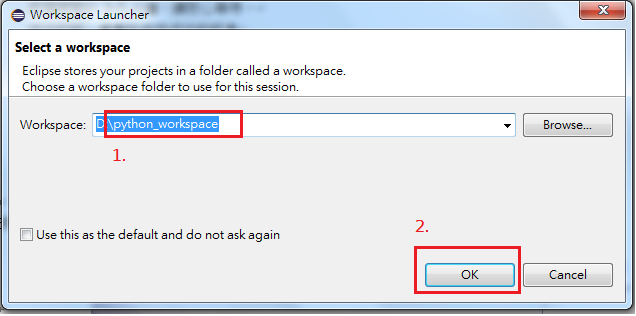 Workspace Launcher
Select a workspace
Eclipse stores your projects in a folder called a workspace.
Choose a workspace folder to use for this session.
Workspace: D:\python_workspace Browse...
1.
Use this as the default and do not ask again
2.
OK Cancel